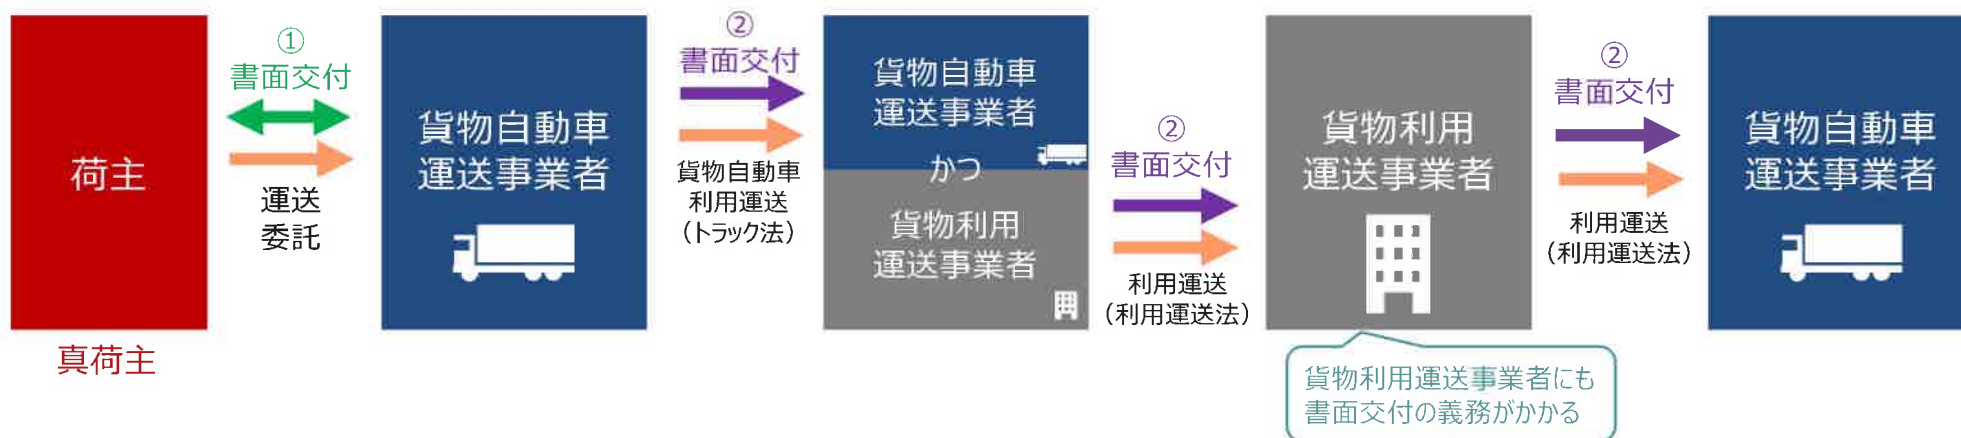 荷主
真荷主
①
書面交付
運送
委託
貨物自動車
運送事業者
②
書面交付
貨物自動車
利用運送
（トラック法）
貨物自動車
運送事業者
かつ
貨物利用
運送事業者
②
書面交付
利用運送
（利用運送法）
貨物利用
運送事業者
貨物利用運送事業者にも
書面交付の義務がかかる
②
書面交付
利用運送
（利用運送法）
貨物自動車
運送事業者